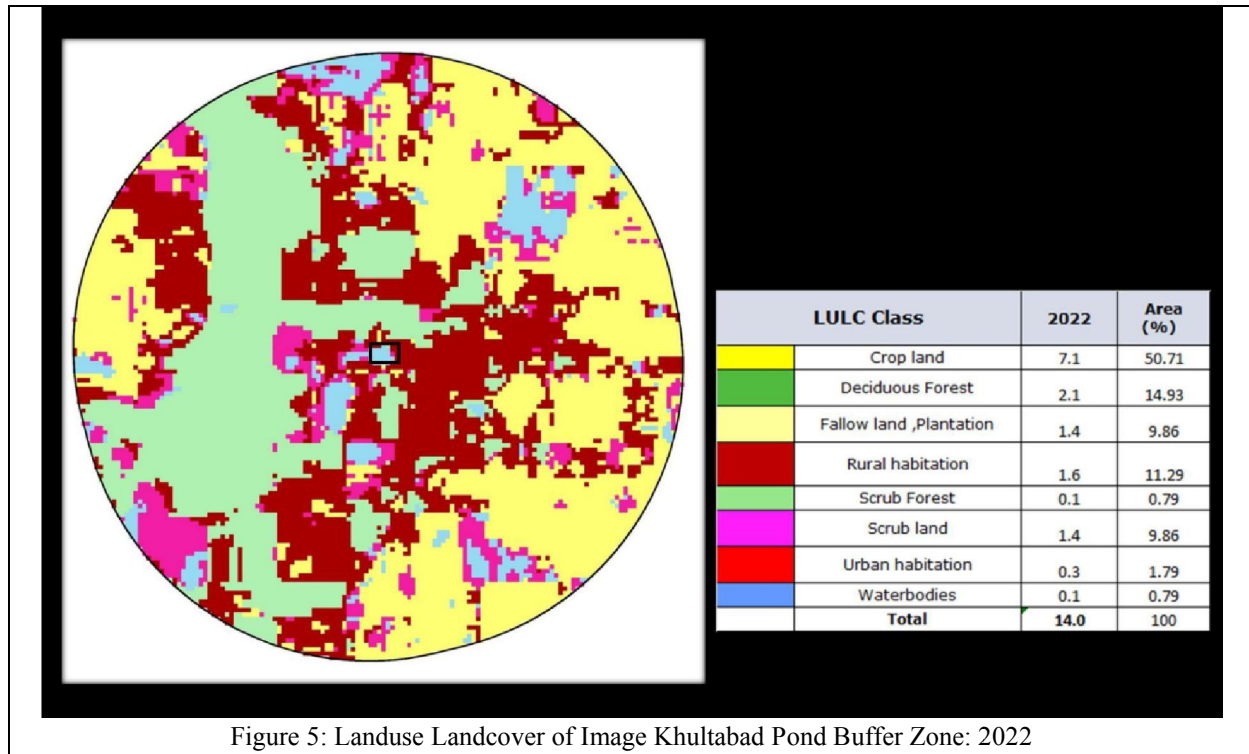 LULC Class 2022 Area (%)
Crop land 7.1 50.71
Deciduous Forest 2.1 14.93
Fallow land ,Plantation 1.4 9.86
Rural habitation 1.6 11.29
Scrub Forest 0.1 0.79
Scrub land 1.4 9.86
Urban habitation 0.3 1.79
Waterbodies 0.1 0.79
Total 14.0 100
Figure 5: Landuse Landcover of Image Khultabad Pond Buffer Zone: 2022